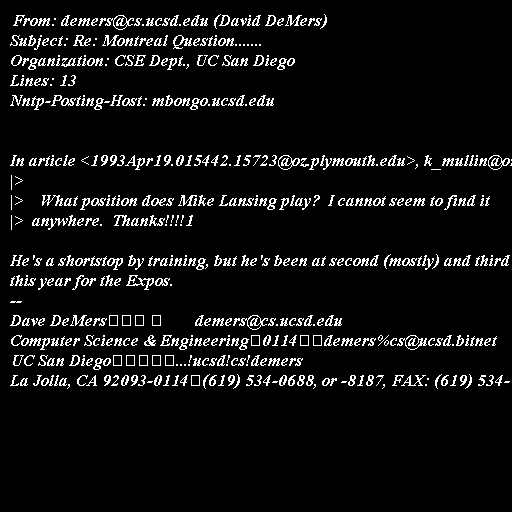 From: demers@cs.ucsd.edu (David DeMers)
Subject: Re: Montreal Question.......
Organization: CSE Dept., UC San Diego
Lines: 13
Nntp-Posting-Host: mbongo.ucsd.edu
In article <1993Apr19.015442.15723@oz.plymouth.edu>, k_mullin@oz
|>
|> What position does Mike Lansing play? I cannot seem to find it
|> anywhere. Thanks!!!!1
He's a shortstop by training, but he's been at second (mostly) and third
this year for the Expos.
--
Dave DeMers□□□ □ demers@cs.ucsd.edu
Computer Science & Engineering□0114□□demers%cs@ucsd.bitnet
UC San Diego□□□□□...!ucsd!cs!demers
La Jolla, CA 92093-0114□(619) 534-0688, or -8187, FAX: (619) 534-